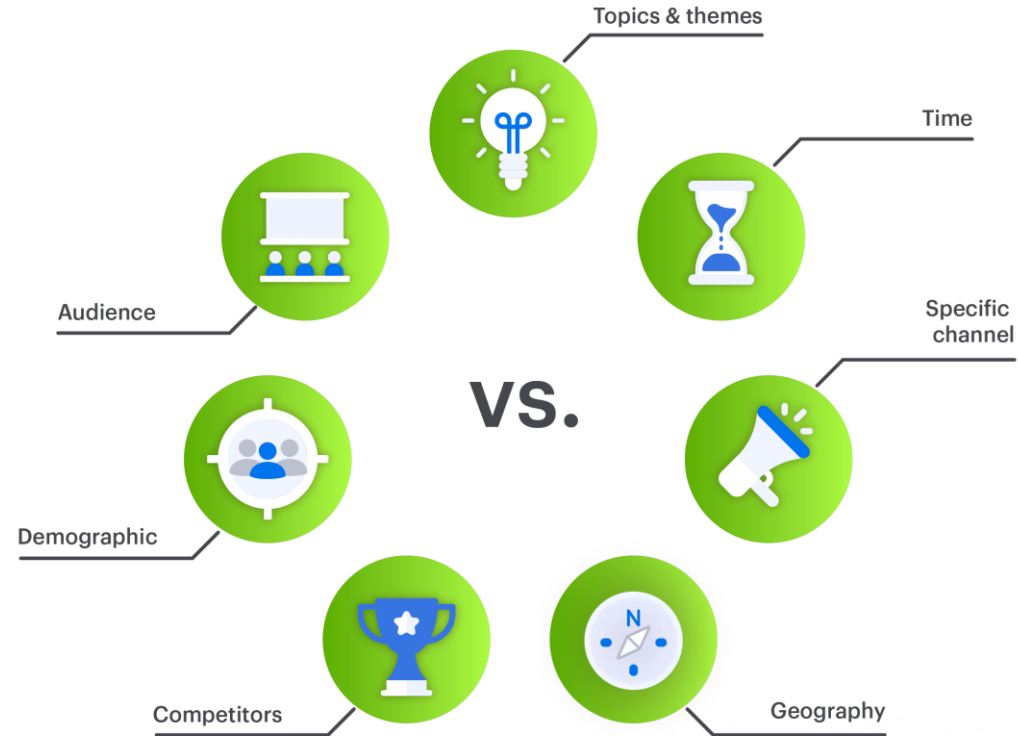 Topics & themes
Time
Specific
channel
Audience
vs.
Demographic
N
Competitors
Geography